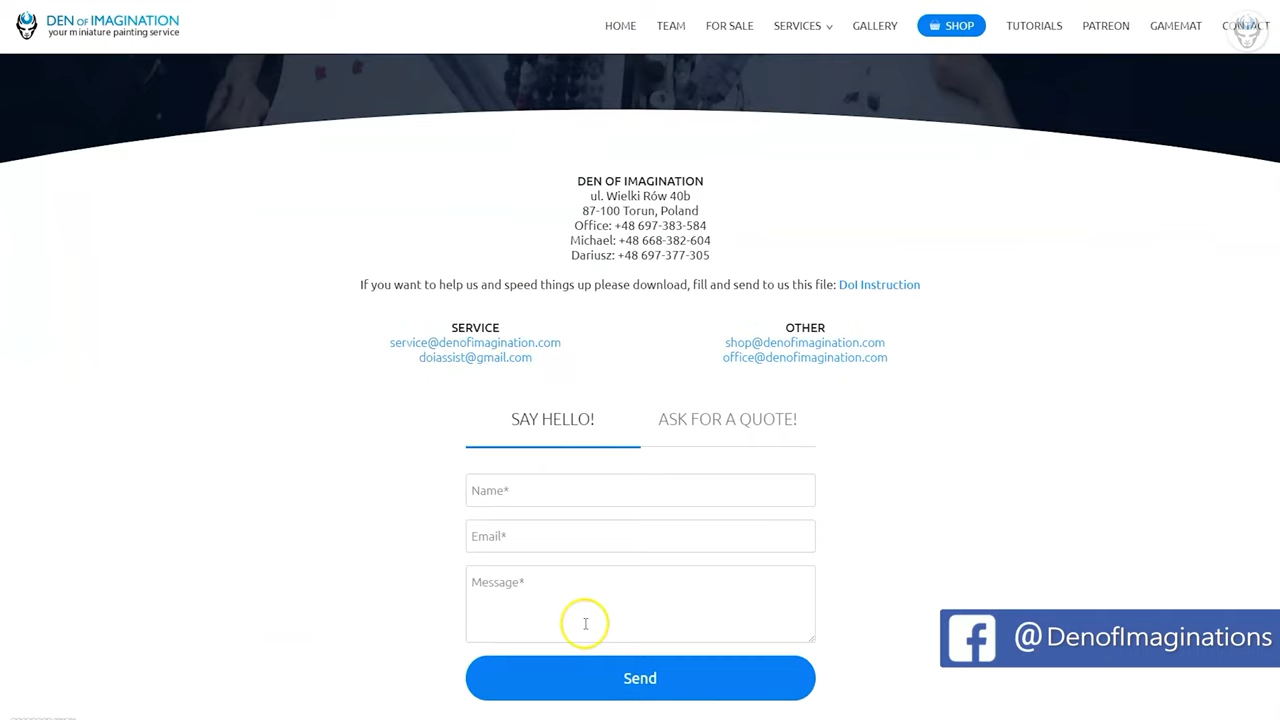 DEN OF IMAGINATION
your miniature painting service
HOME
TEAM
FOR SALE
SERVICES
GALLERY
SHOP
TUTORIALS
PATREON
GAMEMAT
CONTACT
DEN OF IMAGINATION
ul. Wielki Rów 40b
87-100 Torun, Poland
Office: +48 697-383-584
Michael: +48 668-382-604
Dariusz: +48 697-377-305
If you want to help us and speed things up please download, fill and send to us this file: DoI Instruction
SERVICE
service@denofimagination.com
doiassist@gmail.com
OTHER
shop@denofimagination.com
office@denofimagination.com
SAY HELLO!
ASK FOR A QUOTE!
Name*
Email*
Message*
Send
@DenofImaginations